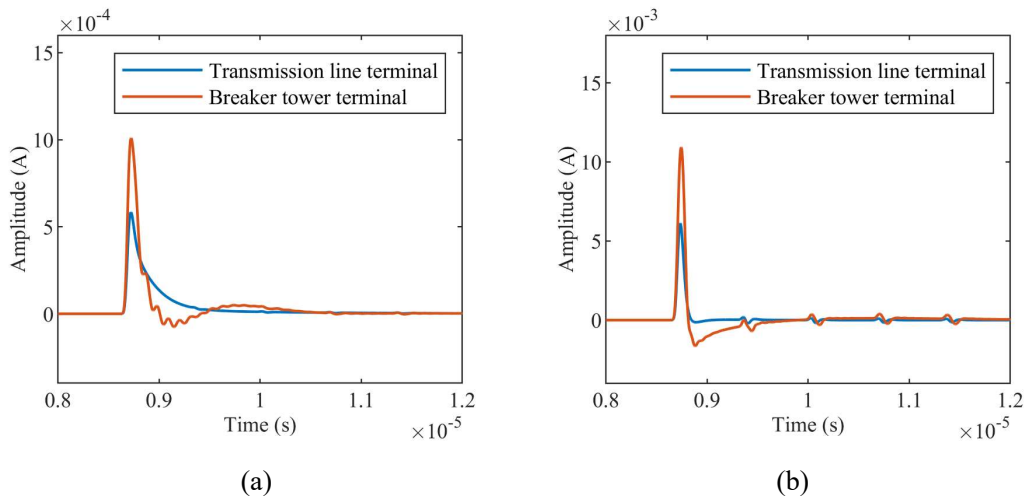 ×10⁻⁴
15
10
5
0
Amplitude (A)
Transmission line terminal
Breaker tower terminal
0.8
0.9
1
1.1
1.2
Time (s)
×10⁻⁵
(a)
×10⁻³
15
10
5
0
Amplitude (A)
Transmission line terminal
Breaker tower terminal
0.8
0.9
1
1.1
1.2
Time (s)
×10⁻⁵
(b)